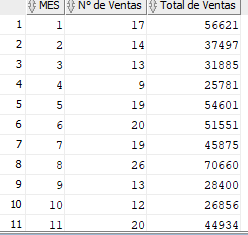 MES Nº de Ventas Total de Ventas
1 1 17 56621
2 2 14 37497
3 3 13 31885
4 4 9 25781
5 5 19 54601
6 6 20 51551
7 7 19 45875
8 8 26 70660
9 9 13 28400
10 10 12 26856
11 11 20 44934